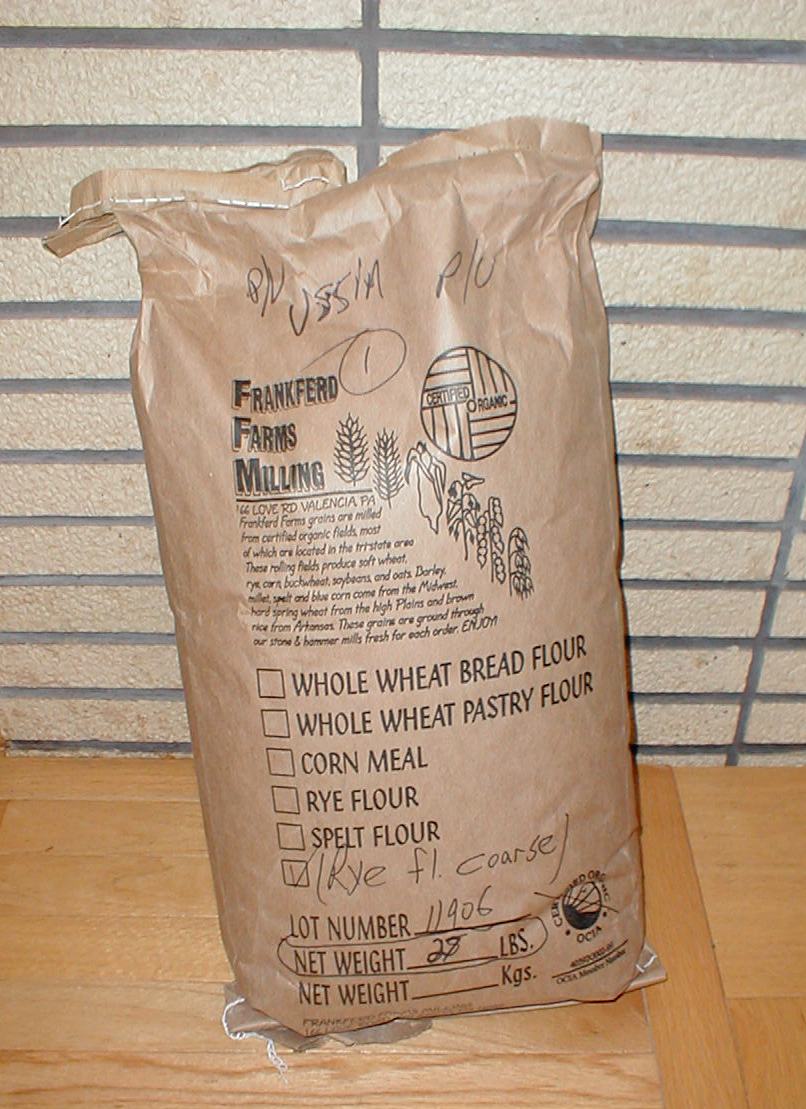 P/U
P/U
1
FRANKFERD
FARMS
MILLING
CERTIFIED ORGANIC
166 LOVE RD VALENCIA, PA
Frankferd Farms grains are milled
from certified organic fields, most
of which are located in the tri-state area
These rolling fields produce soft wheat,
rye, corn, buckwheat, soybeans, and oats. Barley,
millet, spelt and blue corn come from the Midwest,
hard spring wheat from the high Plains and brown
rice from Arkansas. These grains are ground through
our stone & hammer mills fresh for each order. ENJOY!
WHOLE WHEAT BREAD FLOUR
WHOLE WHEAT PASTRY FLOUR
CORN MEAL
RYE FLOUR
SPELT FLOUR
(Rye fl. coarse)
LOT NUMBER 11906
NET WEIGHT 28 LBS.
NET WEIGHT Kgs.
OCIA
OCIA Member Number